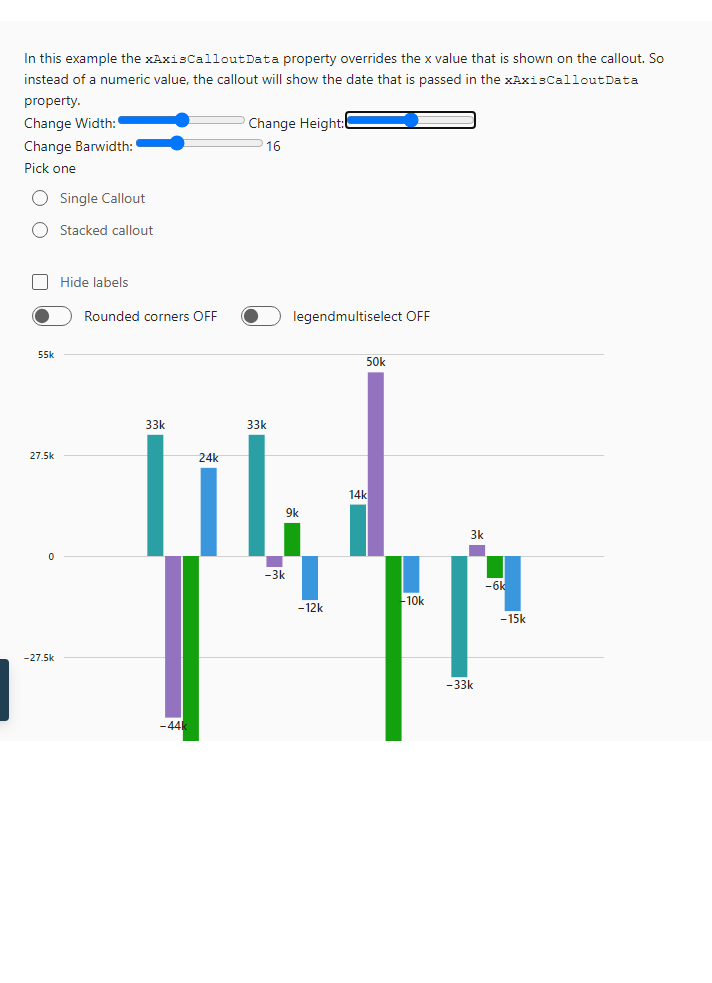 In this example the xAxisCalloutData property overrides the x value that is shown on the callout. So
instead of a numeric value, the callout will show the date that is passed in the xAxisCalloutData
property.
Change Width: Change Height:
Change Barwidth: 16
Pick one
Single Callout
Stacked callout
Hide labels
Rounded corners OFF legendmultiselect OFF
55k
50k
33k 33k
27.5k 24k
14k
9k
3k
0
−3k
−6k
−12k −10k
−15k
−27.5k
−33k
−44k